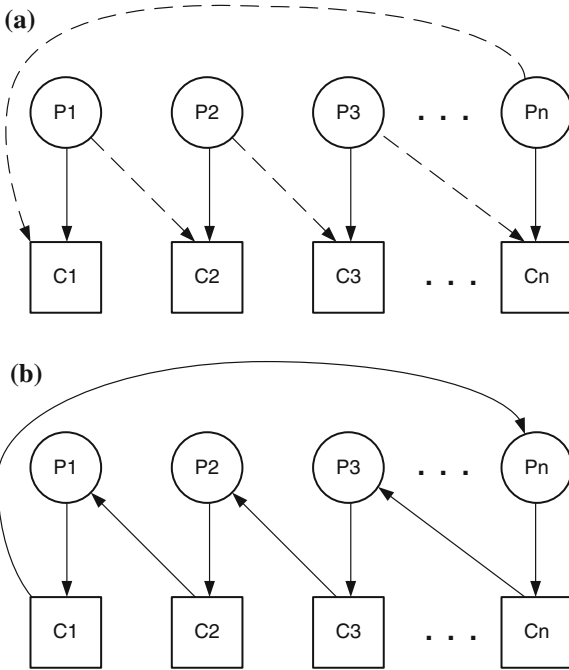 (a)
P1 P2 P3 . . . Pn
C1 C2 C3 . . . Cn
(b)
P1 P2 P3 . . . Pn
C1 C2 C3 . . . Cn